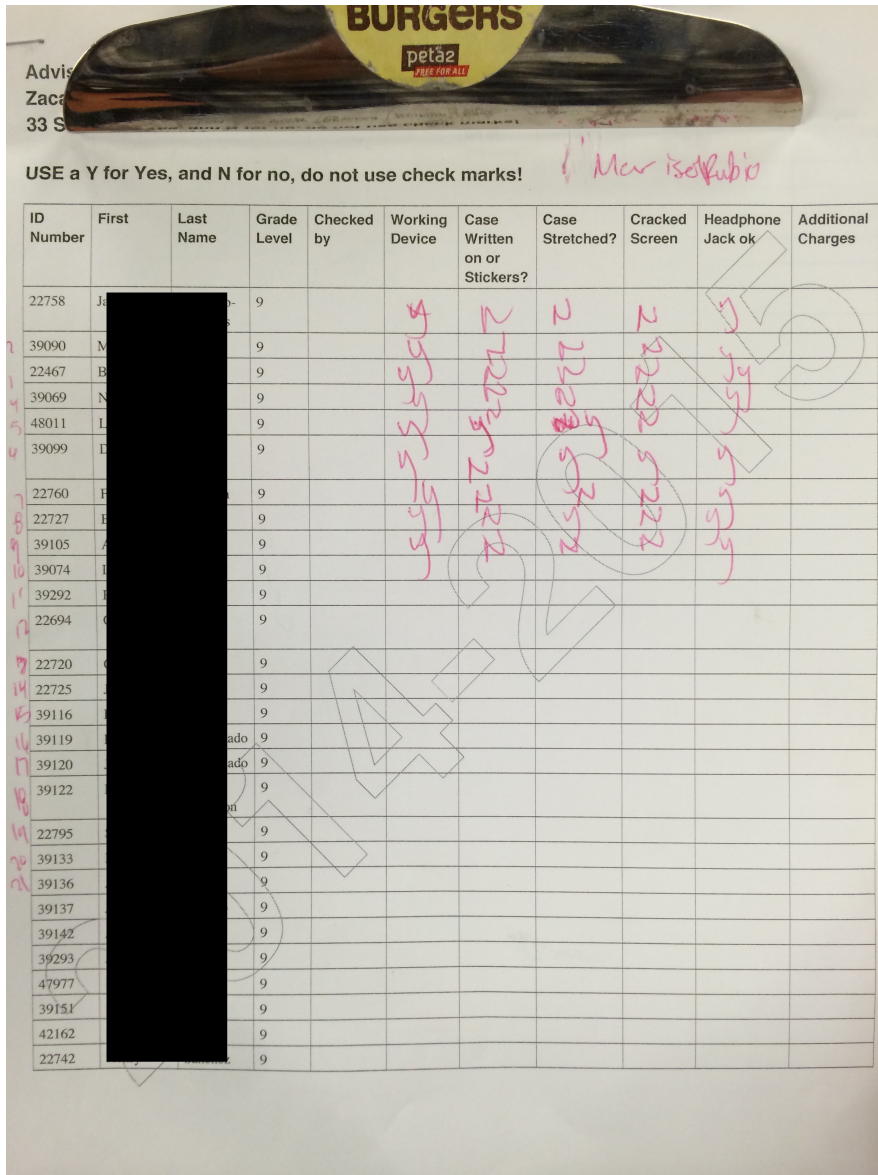 BURGERS
peta2
FREE FOR ALL
Advis
Zaca
33 S
USE a Y for Yes, and N for no, do not use check marks!
Marisol Rubio
ID Number First Last Name Grade Level Checked by Working Device Case Written on or Stickers? Case Stretched? Cracked Screen Headphone Jack ok Additional Charges
22758 Ja 9 y N N N y
39090 M 9 y N N N y
22467 B 9 y N N N y
39069 N 9 y N N N y
48011 L 9 y y y N y
39099 D 9 y N y y y
22760 F 9 y N N N y
22727 E 9 y N y N y
39105 A 9 y N N N y
39074 9
39292 9
22694 9
22720 9
22725 9
39116 9
39119 ado 9
39120 ado 9
39122 on 9
22795 9
39133 9
39136 9
39137 9
39142 9
39293 9
47977 9
39151 9
42162 9
22742 9
2014-2015